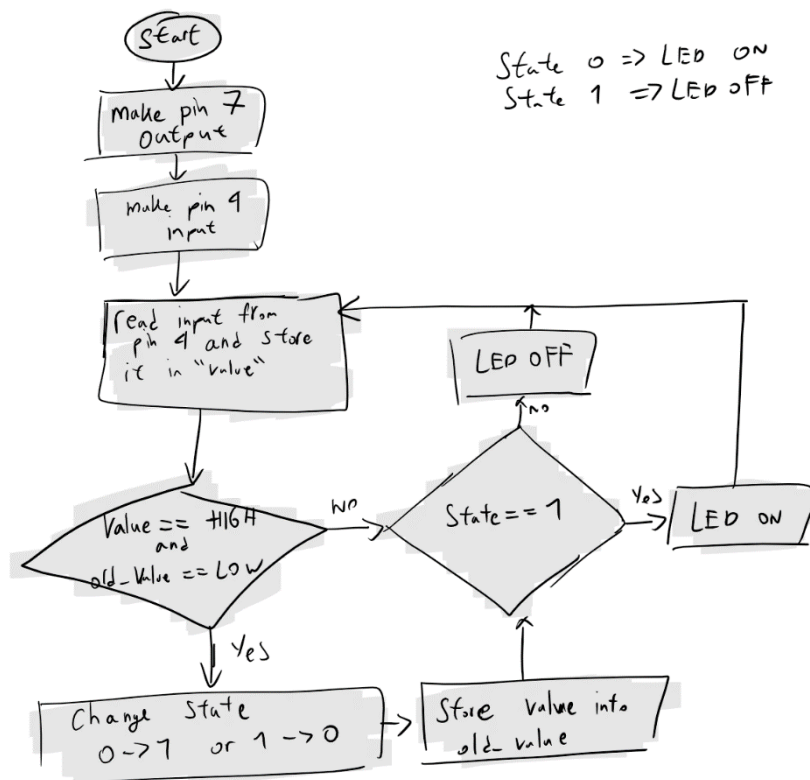 Start
State 0 => LED ON
State 1 => LED OFF
Make pin 7
Output
make pin 4
input
read input from
pin 4 and store
it in "value"
LED OFF
NO
Value == HIGH
and
old_Value == LOW
NO
State == 1
Yes
LED ON
Yes
Change State
0->1 or 1->0
Store value into
old_value